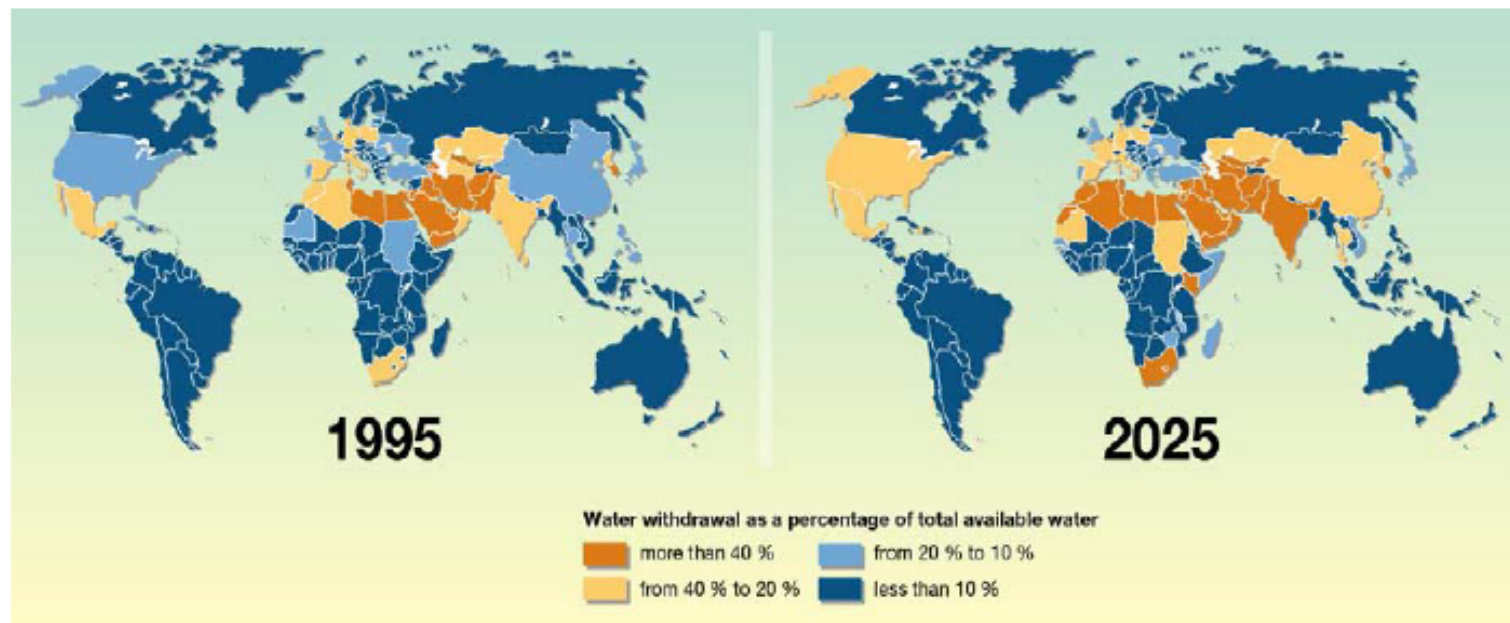 1995
2025
Water withdrawal as a percentage of total available water
more than 40 %
from 20 % to 10 %
from 40 % to 20 %
less than 10 %